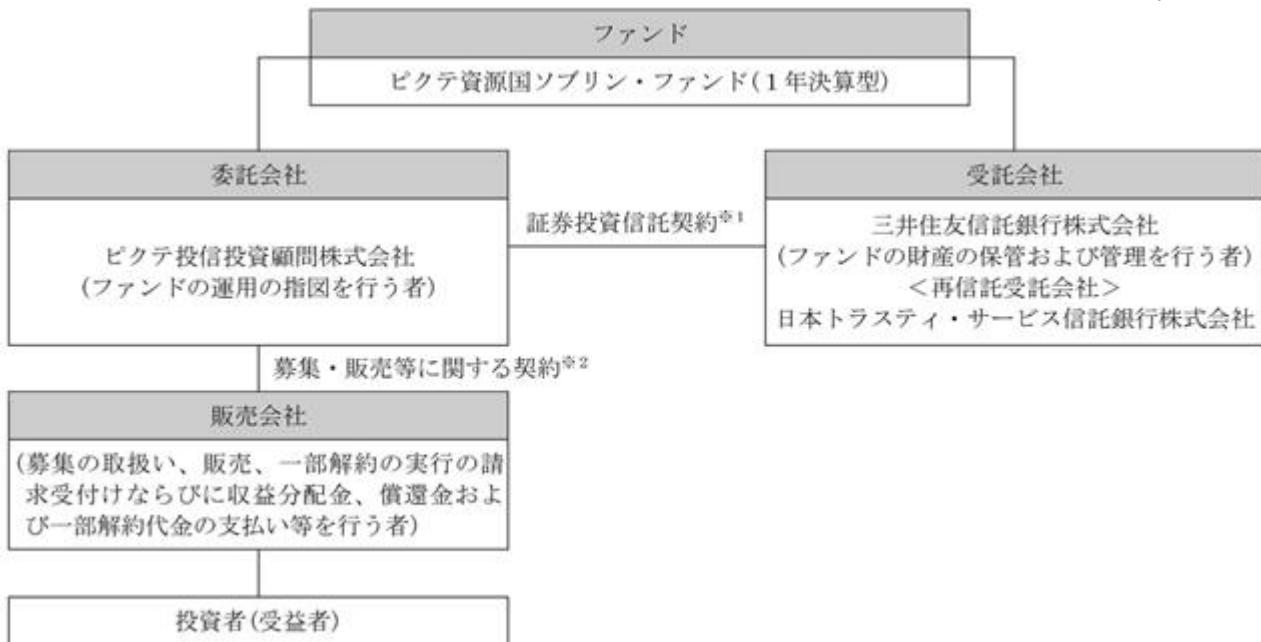 ファンド
ピクテ資源国ソブリン・ファンド(1年決算型)
委託会社
ピクテ投信投資顧問株式会社
(ファンドの運用の指図を行う者)
証券投資信託契約※1
受託会社
三井住友信託銀行株式会社
(ファンドの財産の保管および管理を行う者)
<再信託受託会社>
日本トラスティ・サービス信託銀行株式会社
募集・販売等に関する契約※2
販売会社
(募集の取扱い、販売、一部解約の実行の請
求受付けならびに収益分配金、償還金およ
び一部解約代金の支払い等を行う者)
投資者(受益者)